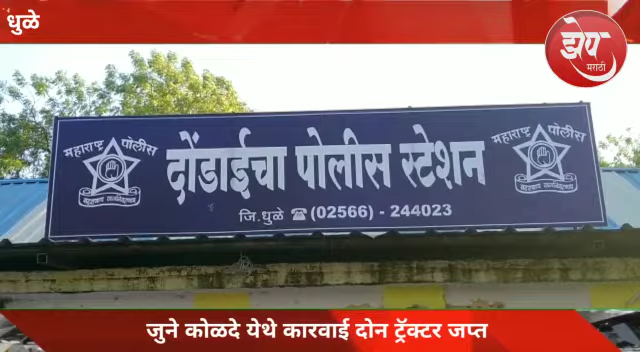 धुळे
झेप
मराठी
महाराष्ट्र पोलीस
दोंडाईचा पोलीस स्टेशन
महाराष्ट्र पोलीस
जि.धुळे ☎ (02566) - 244023
जुने कोळदे येथे कारवाई दोन ट्रॅक्टर जप्त